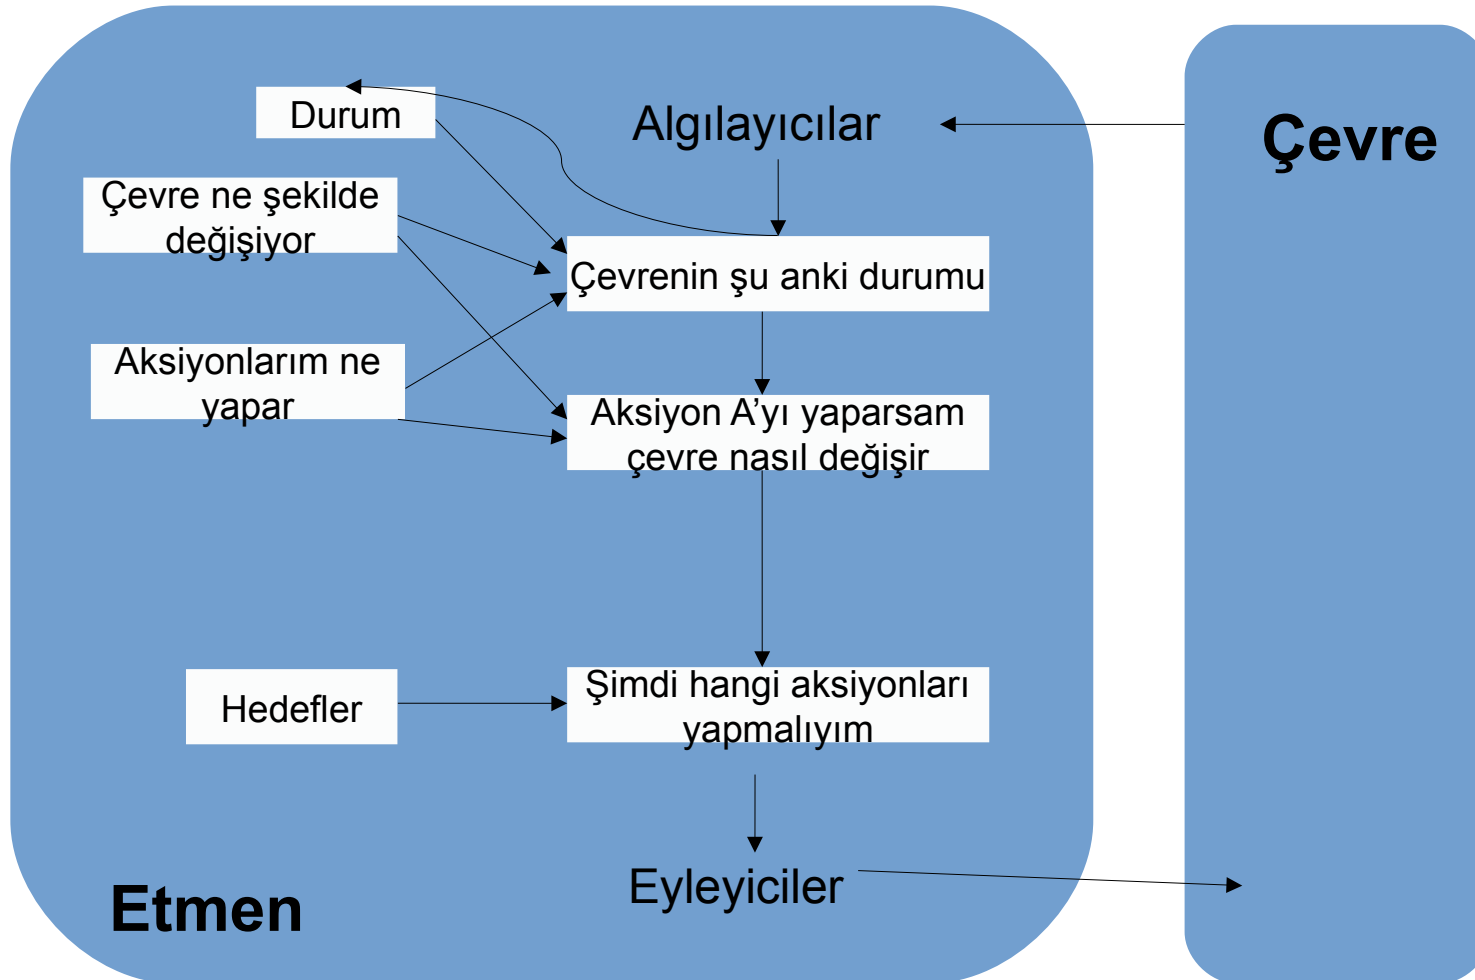 Durum
Algılayıcılar
Çevre
Çevre ne şekilde
değişiyor
Çevrenin şu anki durumu
Aksiyonlarım ne
yapar
Aksiyon A’yı yaparsam
çevre nasıl değişir
Hedefler
Şimdi hangi aksiyonları
yapmalıyım
Eyleyiciler
Etmen